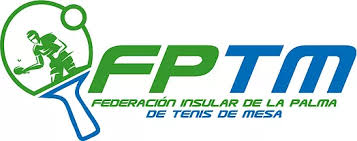 FPTM
FEDERACIÓN INSULAR DE LA PALMA
DE TENIS DE MESA